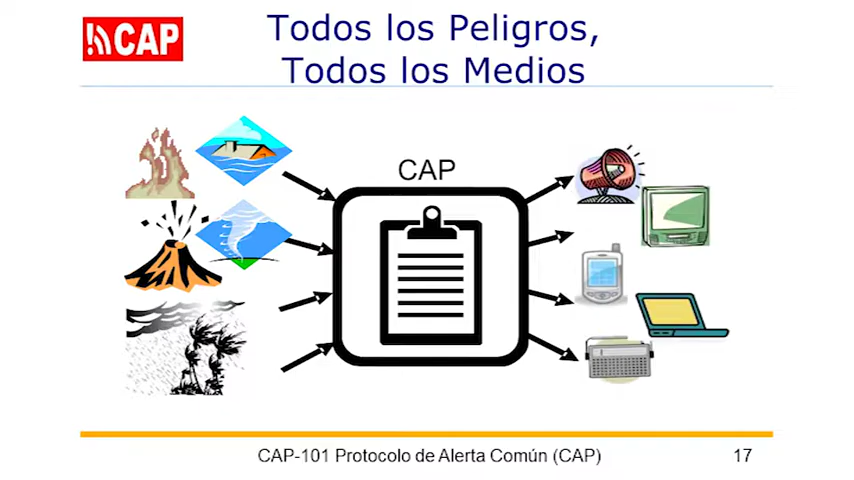 CAP
Todos los Peligros,
Todos los Medios
CAP
CAP-101 Protocolo de Alerta Común (CAP)
17